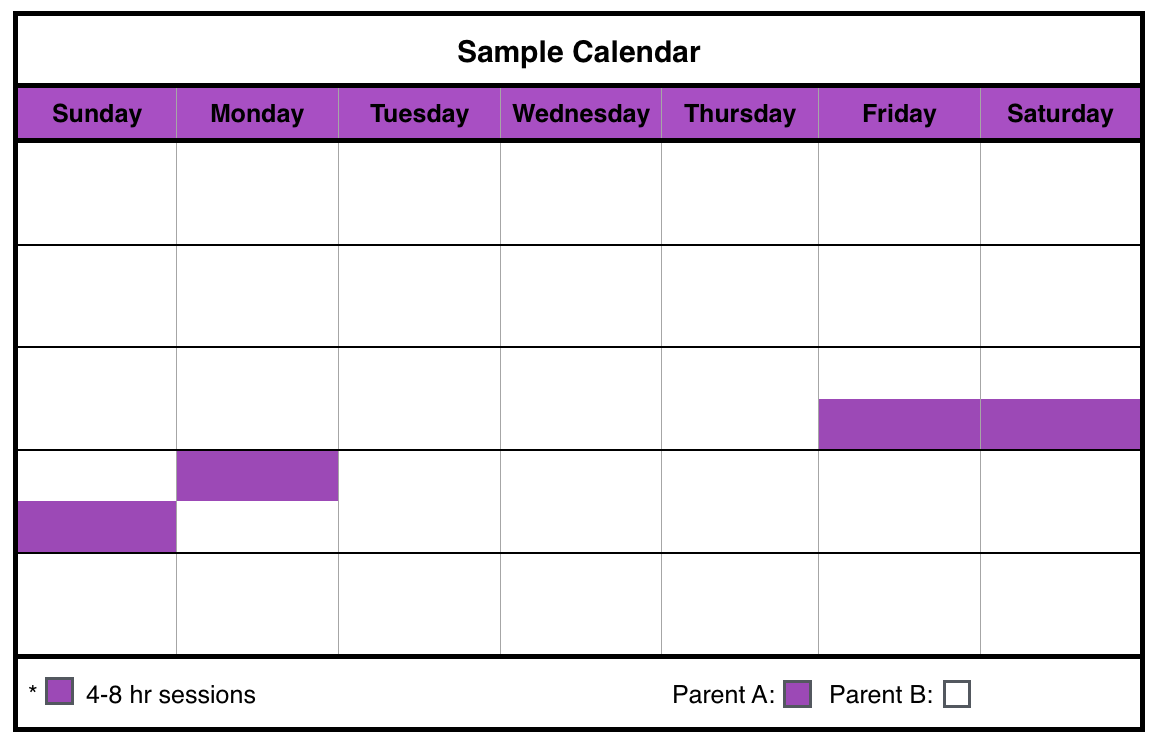 Sample Calendar
Sunday Monday Tuesday Wednesday Thursday Friday Saturday
* 4-8 hr sessions Parent A: Parent B: